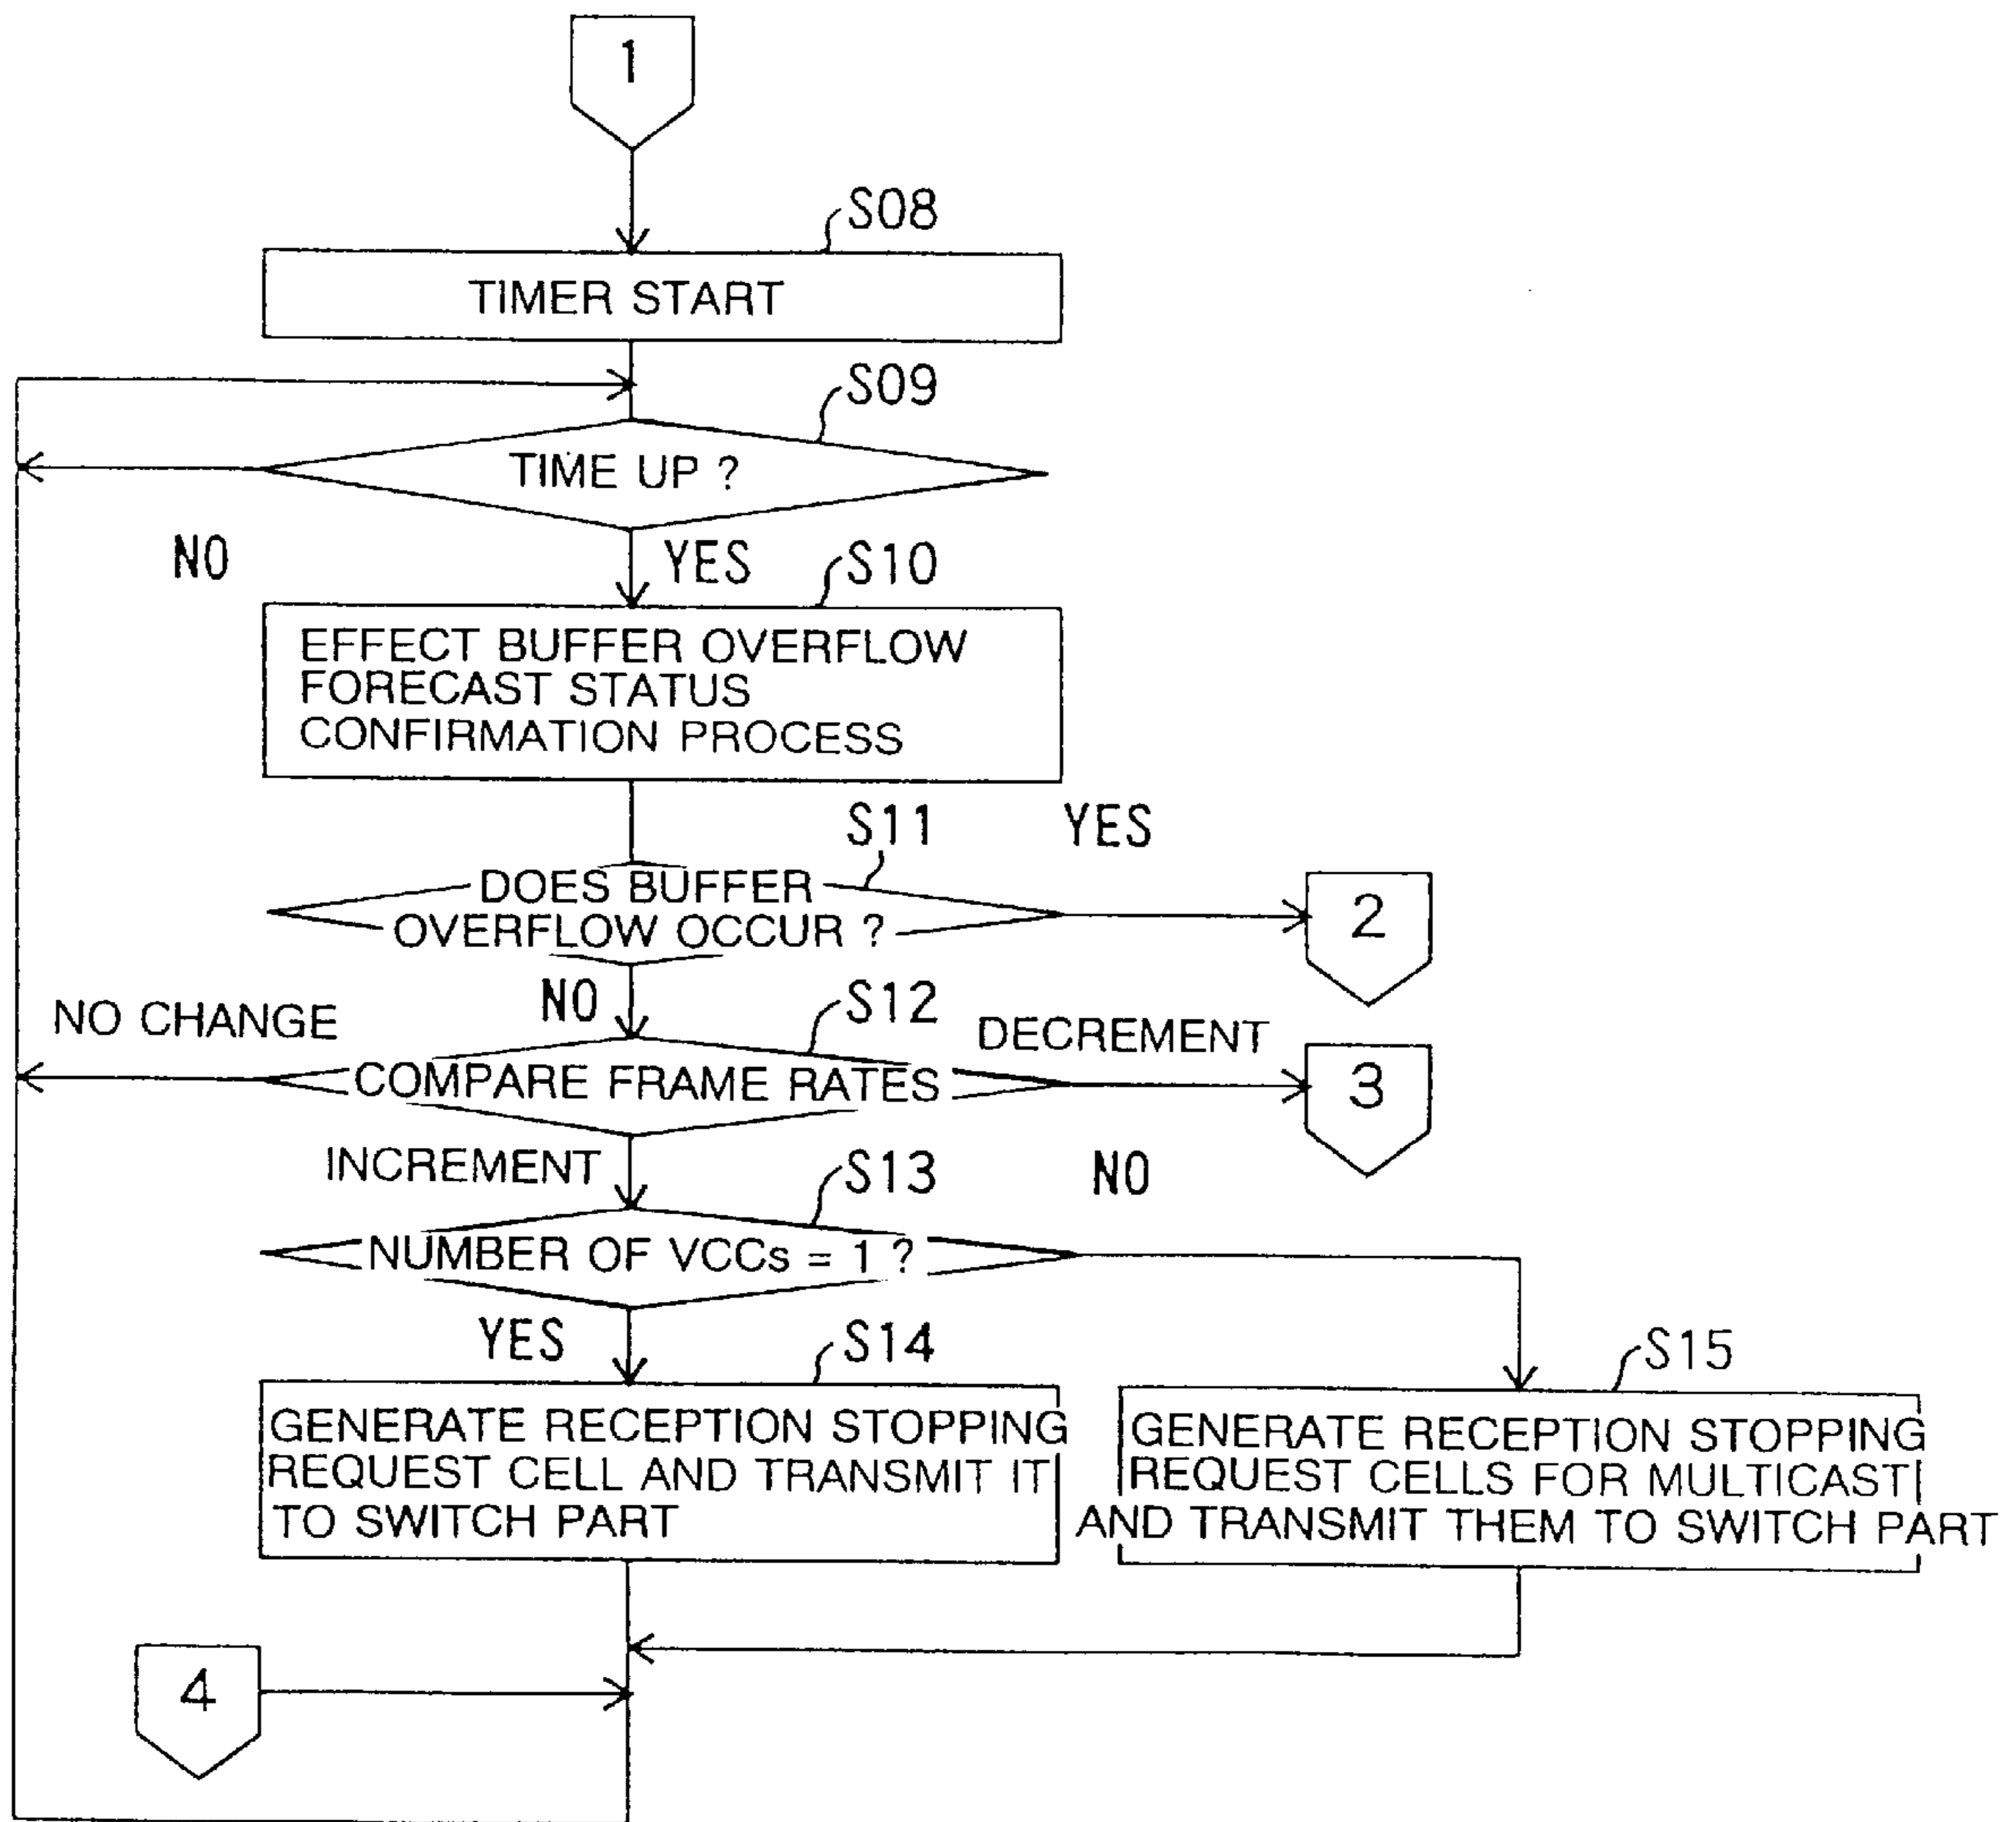 1
S08
TIMER START
S09
TIME UP ?
NO
YES
S10
EFFECT BUFFER OVERFLOW
FORECAST STATUS
CONFIRMATION PROCESS
S11
YES
DOES BUFFER
OVERFLOW OCCUR ?
2
NO
S12
NO CHANGE
DECREMENT
COMPARE FRAME RATES
3
INCREMENT
S13
NO
NUMBER OF VCCs = 1 ?
YES
S14
S15
GENERATE RECEPTION STOPPING
REQUEST CELL AND TRANSMIT IT
TO SWITCH PART
GENERATE RECEPTION STOPPING
REQUEST CELLS FOR MULTICAST
AND TRANSMIT THEM TO SWITCH PART
4